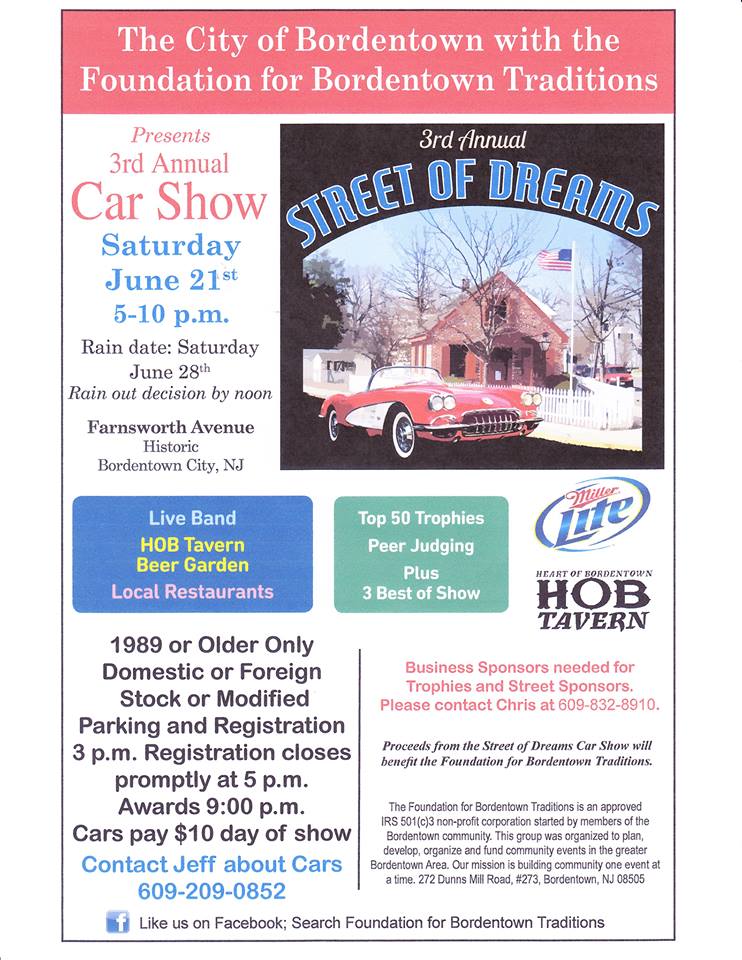 The City of Bordentown with the
Foundation for Bordentown Traditions
Presents
3rd Annual
Car Show
Saturday
June 21st
5-10 p.m.
Rain date: Saturday
June 28th
Rain out decision by noon
Farnsworth Avenue
Historic
Bordentown City, NJ
3rd Annual
STREET OF DREAMS
Live Band
HOB Tavern
Beer Garden
Local Restaurants
Top 50 Trophies
Peer Judging
Plus
3 Best of Show
Miller
Lite
HEART OF BORDENTOWN
HOB
TAVERN
1989 or Older Only
Domestic or Foreign
Stock or Modified
Parking and Registration
3 p.m. Registration closes
promptly at 5 p.m.
Awards 9:00 p.m.
Cars pay $10 day of show
Contact Jeff about Cars
609-209-0852
Business Sponsors needed for
Trophies and Street Sponsors.
Please contact Chris at 609-832-8910.
Proceeds from the Street of Dreams Car Show will
benefit the Foundation for Bordentown Traditions.
The Foundation for Bordentown Traditions is an approved
IRS 501(c)3 non-profit corporation started by members of the
Bordentown community. This group was organized to plan,
develop, organize and fund community events in the greater
Bordentown Area. Our mission is building community one event at
a time. 272 Dunns Mill Road, #273, Bordentown, NJ 08505
f Like us on Facebook; Search Foundation for Bordentown Traditions